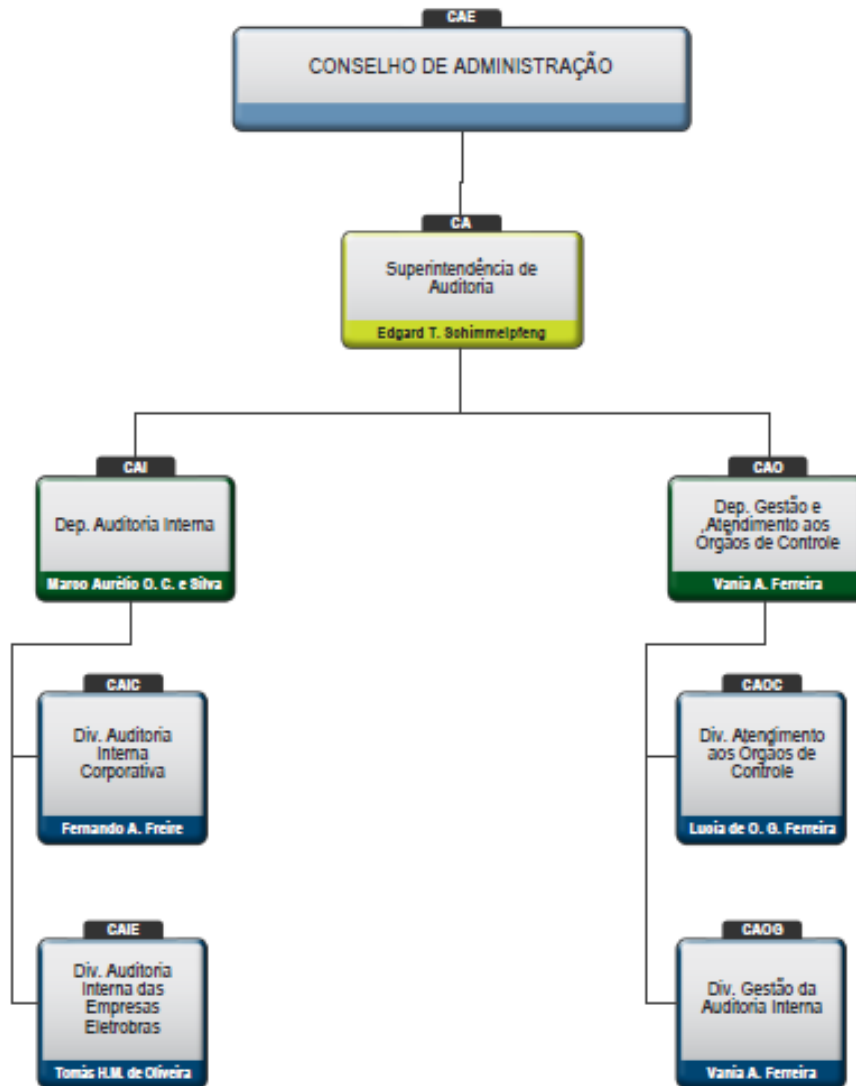 CAE
CONSELHO DE ADMINISTRAÇÃO
CA
Superintendência de
Auditoria
Edgard T. Schimmelpfeng
CAI
Dep. Auditoria Interna
Marco Aurélio O. C. e Silva
CAO
Dep. Gestão e
Atendimento aos
Órgãos de Controle
Vania A. Ferreira
CAIC
Div. Auditoria
Interna
Corporativa
Fernando A. Freire
CAOC
Div. Atendimento
aos Órgãos de
Controle
Lucia de O. G. Ferreira
CAIE
Div. Auditoria
Interna das
Empresas
Eletrobras
Tomás H.M. de Oliveira
CAOG
Div. Gestão da
Auditoria Interna
Vania A. Ferreira